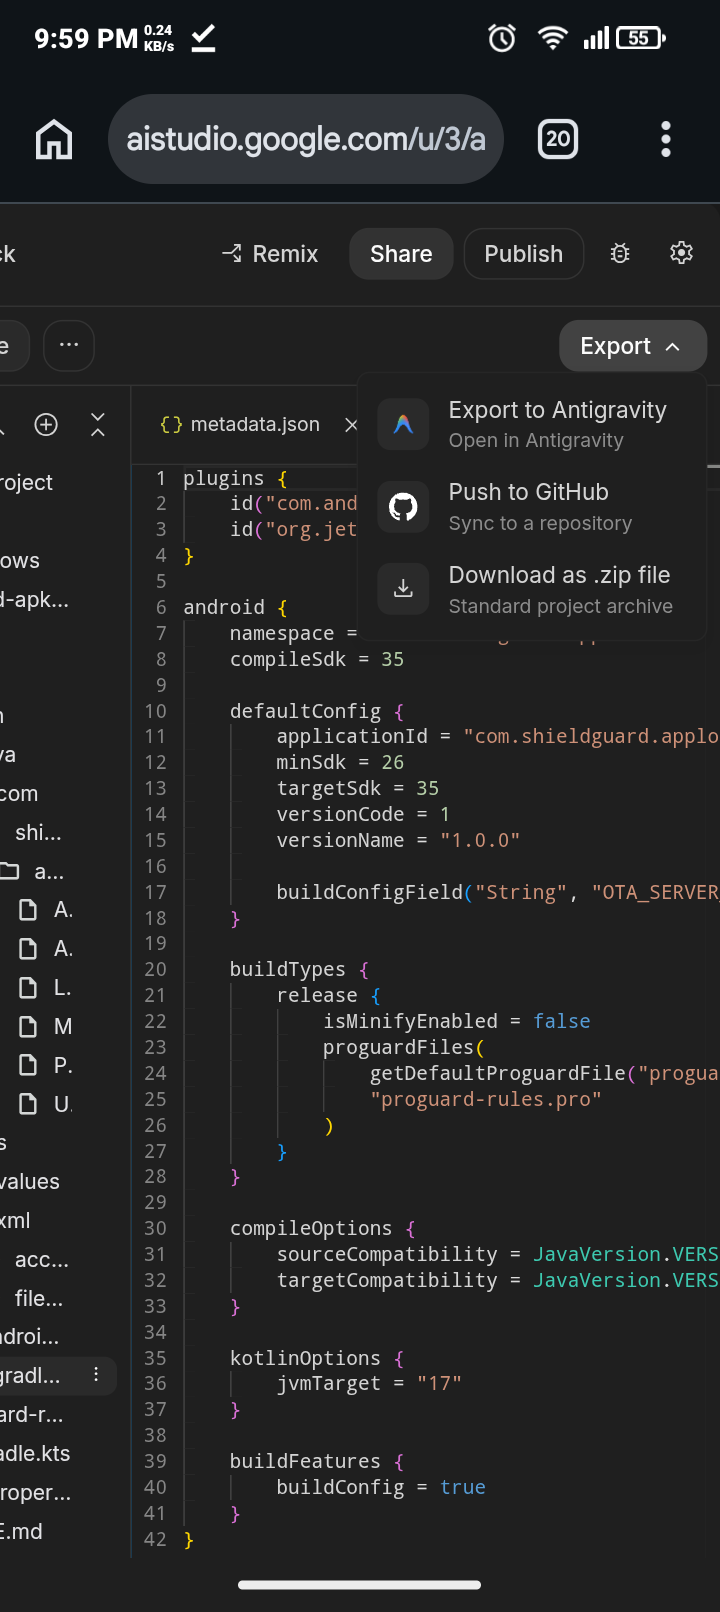 9:59 PM 0.24 KB/s 55
aistudio.google.com/u/3/a 20
ck Remix Share Publish
e ... Export
Export to Antigravity
Open in Antigravity
Push to GitHub
Sync to a repository
Download as .zip file
Standard project archive
{} metadata.json
roject
ows
d-apk...
n
va
com
shi...
a...
A.
A.
L.
M
P.
U.
s
values
xml
acc...
file...
ndroi...
gradl...
ard-r...
adle.kts
roper...
E.md
1 plugins {
2 id("com.and
3 id("org.jet
4 }
5
6 android {
7 namespace =
8 compileSdk = 35
9
10 defaultConfig {
11 applicationId = "com.shieldguard.applo
12 minSdk = 26
13 targetSdk = 35
14 versionCode = 1
15 versionName = "1.0.0"
16
17 buildConfigField("String", "OTA_SERVER_
18 }
19
20 buildTypes {
21 release {
22 isMinifyEnabled = false
23 proguardFiles(
24 getDefaultProguardFile("progua
25 "proguard-rules.pro"
26 )
27 }
28 }
29
30 compileOptions {
31 sourceCompatibility = JavaVersion.VERS
32 targetCompatibility = JavaVersion.VERS
33 }
34
35 kotlinOptions {
36 jvmTarget = "17"
37 }
38
39 buildFeatures {
40 buildConfig = true
41 }
42 }